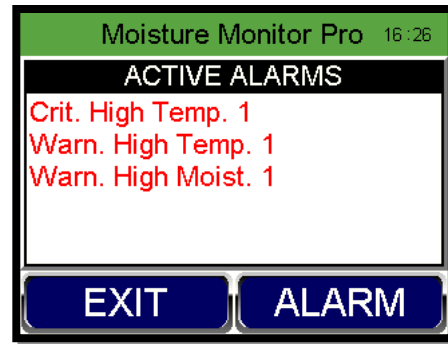 Moisture Monitor Pro 16:26
ACTIVE ALARMS
Crit. High Temp. 1
Warn. High Temp. 1
Warn. High Moist. 1
EXIT ALARM